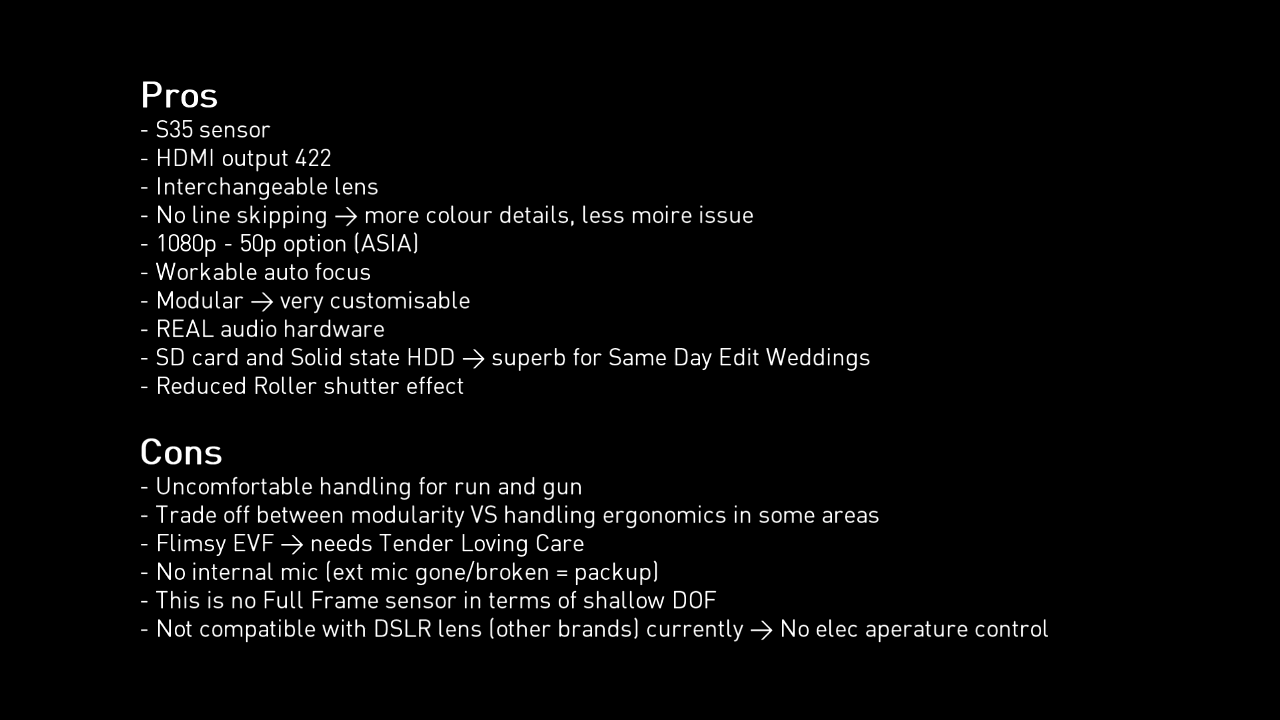 Pros
- S35 sensor
- HDMI output 422
- Interchangeable lens
- No line skipping → more colour details, less moire issue
- 1080p - 50p option (ASIA)
- Workable auto focus
- Modular → very customisable
- REAL audio hardware
- SD card and Solid state HDD → superb for Same Day Edit Weddings
- Reduced Roller shutter effect
Cons
- Uncomfortable handling for run and gun
- Trade off between modularity VS handling ergonomics in some areas
- Flimsy EVF → needs Tender Loving Care
- No internal mic (ext mic gone/broken = packup)
- This is no Full Frame sensor in terms of shallow DOF
- Not compatible with DSLR lens (other brands) currently → No elec aperature control